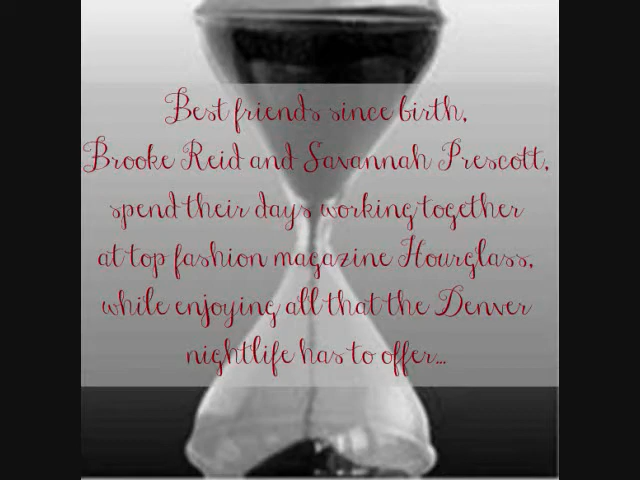 Best friends since birth,
Brooke Reid and Savannah Prescott,
spend their days working together
at top fashion magazine Hourglass,
while enjoying all that the Denver
nightlife has to offer...